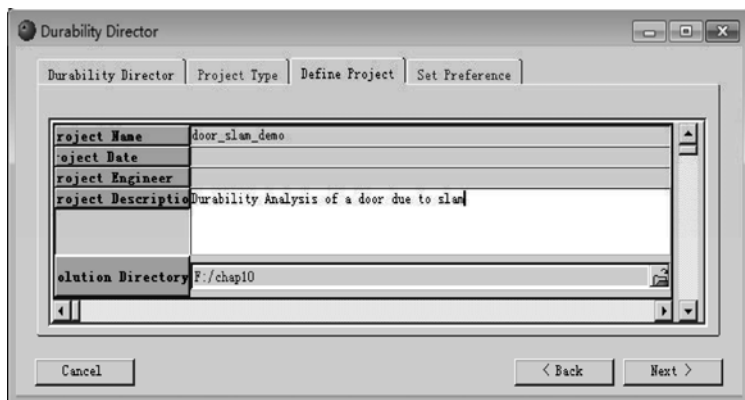 Durability Director
Durability Director Project Type Define Project Set Preference
roject Name door_slam_demo
oject Date
roject Engineer
roject Descriptio Durability Analysis of a door due to slam
olution Directory F:/chap10
Cancel < Back Next >